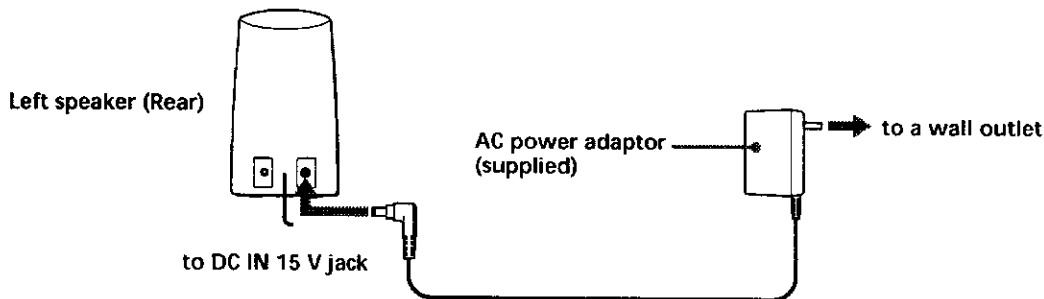 Left speaker (Rear)
AC power adaptor
(supplied)
to a wall outlet
to DC IN 15 V jack